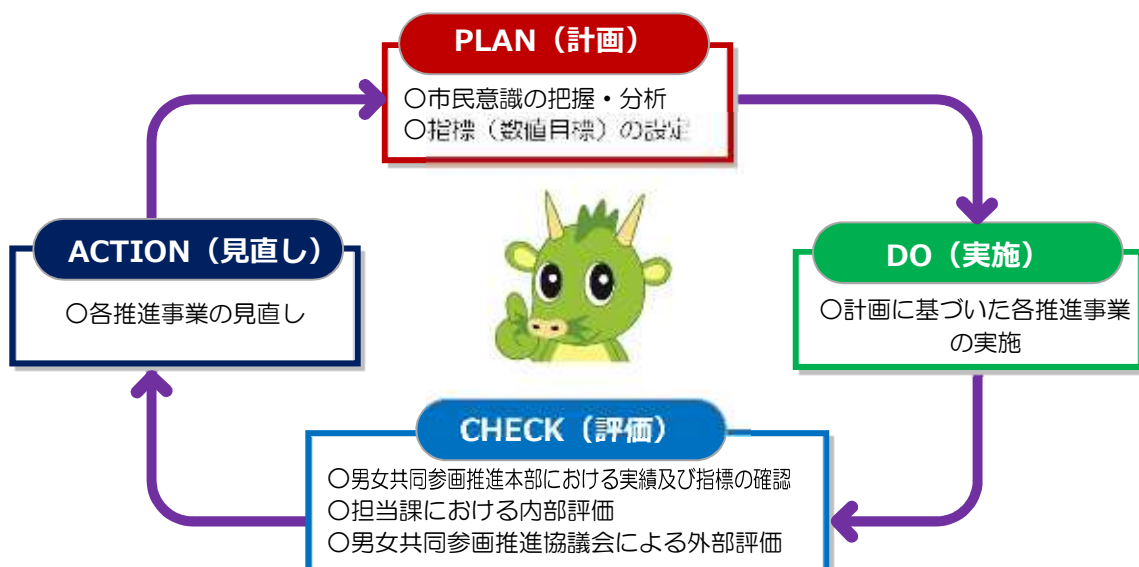 PLAN（計画）
〇市民意識の把握・分析
〇指標（数値目標）の設定
ACTION（見直し）
〇各推進事業の見直し
DO（実施）
〇計画に基づいた各推進事業
の実施
CHECK（評価）
〇男女共同参画推進本部における実績及び指標の確認
〇担当課における内部評価
〇男女共同参画推進協議会による外部評価